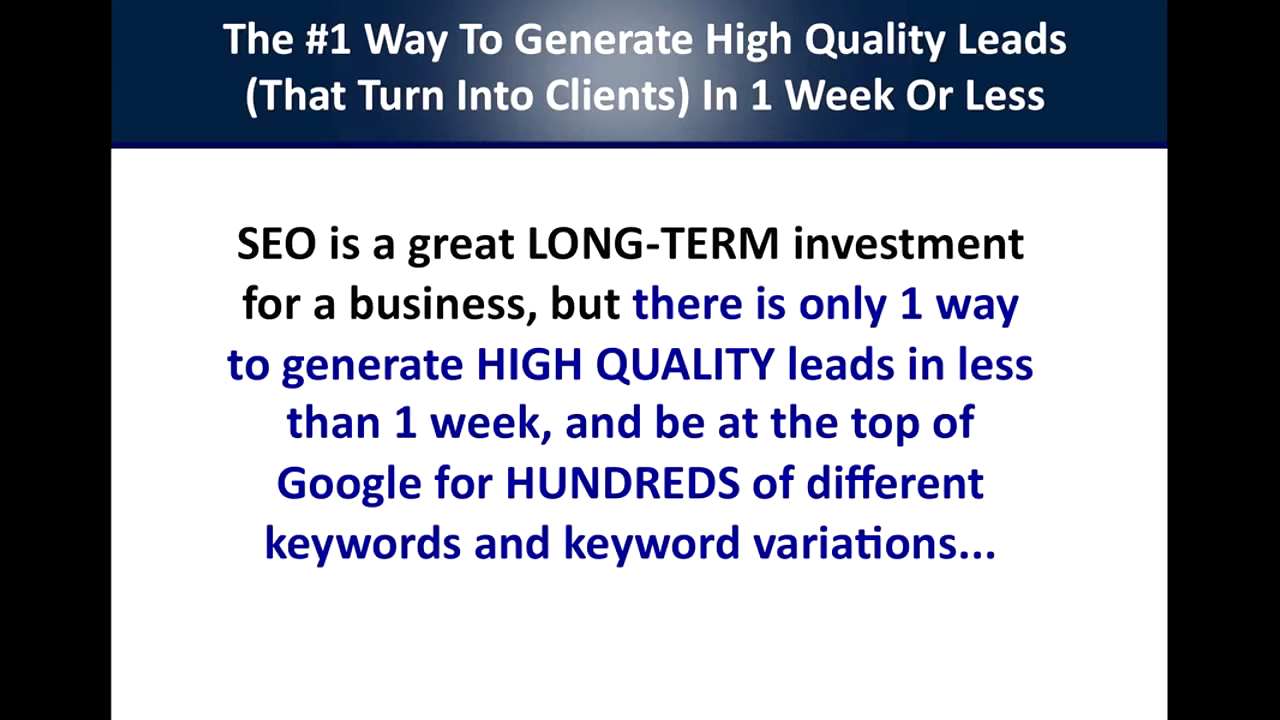 The #1 Way To Generate High Quality Leads
(That Turn Into Clients) In 1 Week Or Less
SEO is a great LONG-TERM investment
for a business, but there is only 1 way
to generate HIGH QUALITY leads in less
than 1 week, and be at the top of
Google for HUNDREDS of different
keywords and keyword variations...